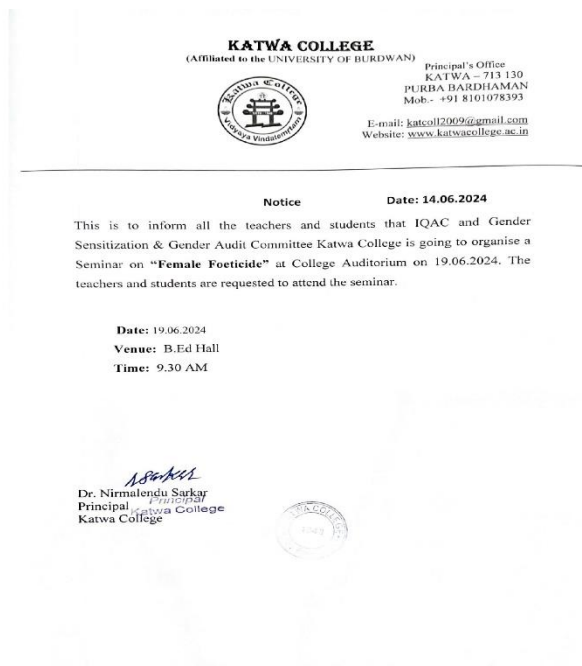 KATWA COLLEGE
(Affiliated to the UNIVERSITY OF BURDWAN)
Principal's Office
KATWA – 713 130
PURBA BARDHAMAN
Mob.- +91 8101078393
E-mail: katcoll2009@gmail.com
Website: www.katwacollege.ac.in
Katwa College
Vidyaya Vindateamrtam
Notice Date: 14.06.2024
This is to inform all the teachers and students that IQAC and Gender
Sensitization & Gender Audit Committee Katwa College is going to organise a
Seminar on “Female Foeticide” at College Auditorium on 19.06.2024. The
teachers and students are requested to attend the seminar.
Date: 19.06.2024
Venue: B.Ed Hall
Time: 9.30 AM
Dr. Nirmalendu Sarkar
Principal
Principal
Katwa College
Katwa College